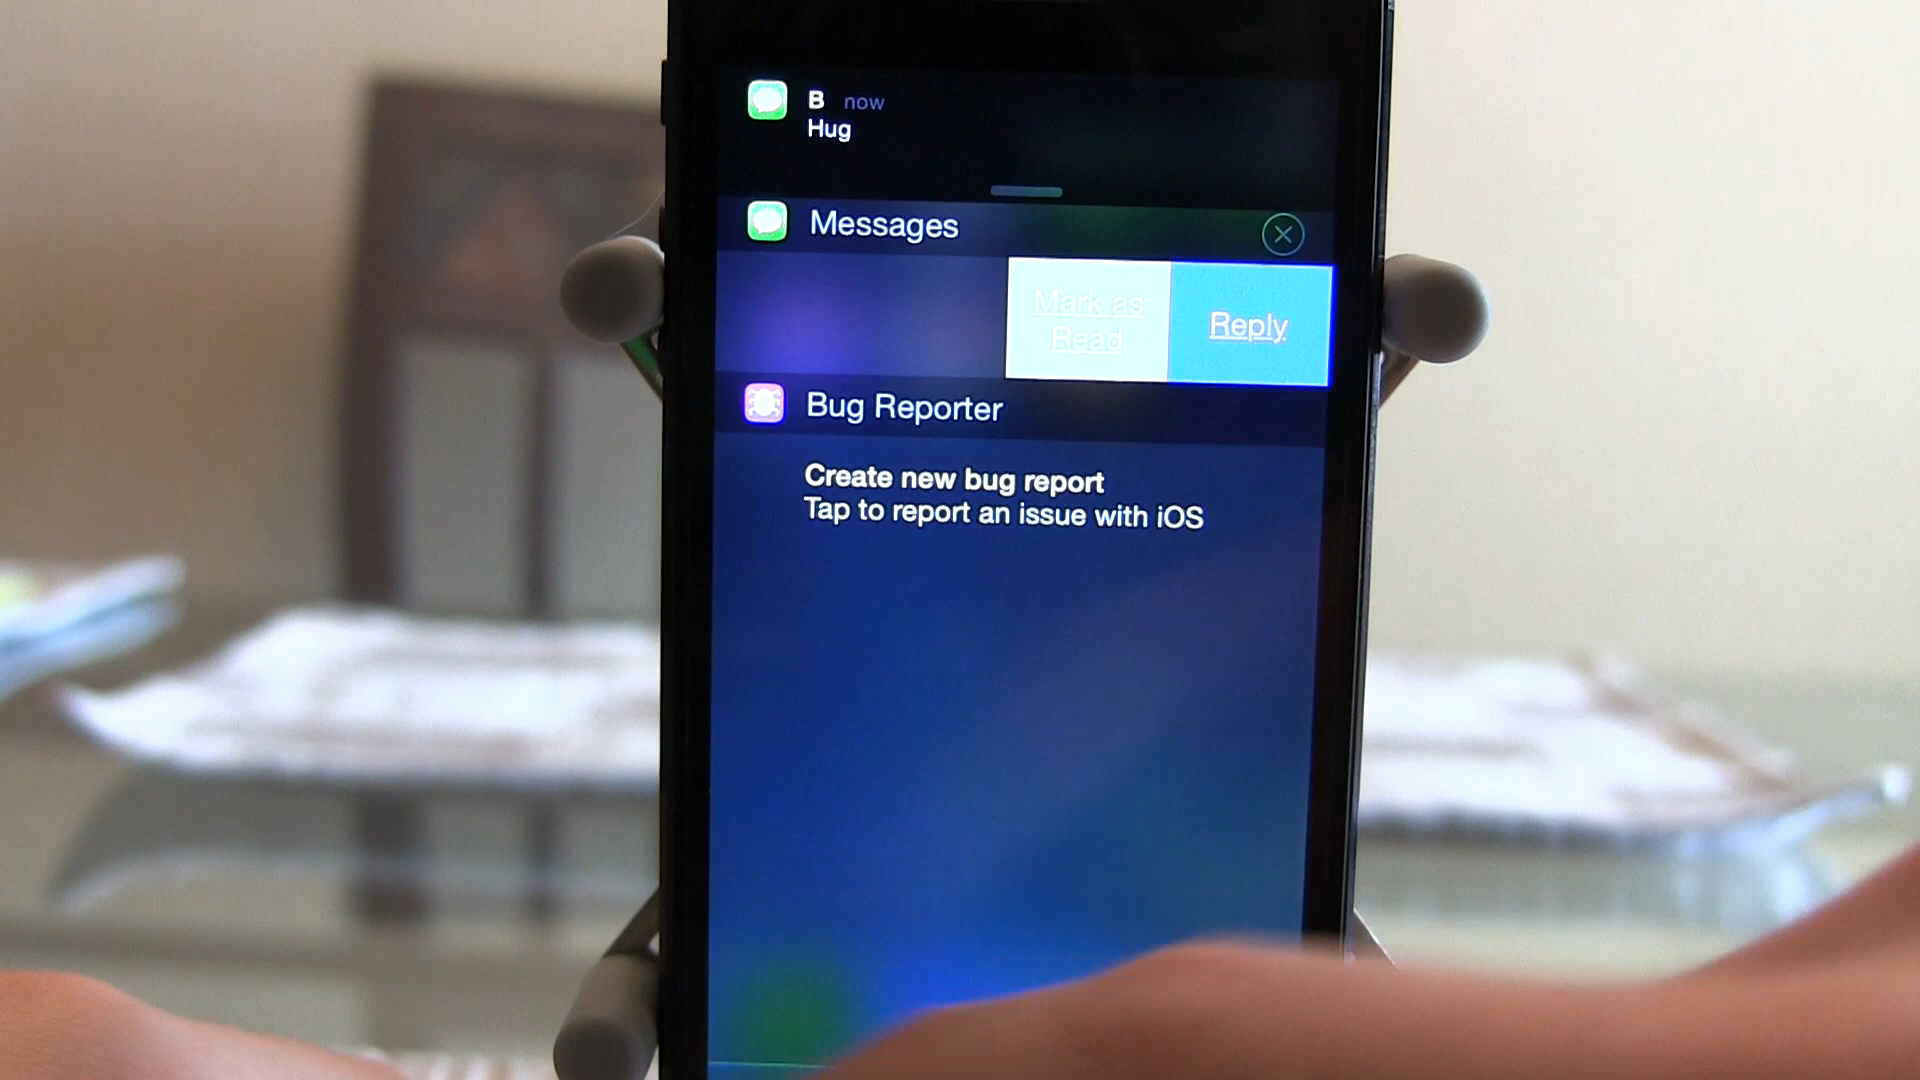 B now
Hug
Messages
Mark as
Read
Reply
Bug Reporter
Create new bug report
Tap to report an issue with iOS